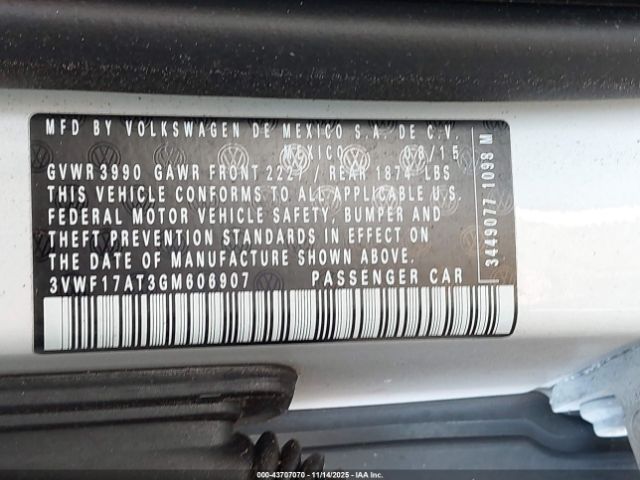 MFD BY VOLKSWAGEN DE MEXICO S.A. DE C.V.
MEXICO 08/15
GVWR 3990 GAWR FRONT 2227 / REAR 1874 LBS
THIS VEHICLE CONFORMS TO ALL APPLICABLE U.S.
FEDERAL MOTOR VEHICLE SAFETY, BUMPER AND
THEFT PREVENTION STANDARDS IN EFFECT ON
THE DATE OF MANUFACTURE SHOWN ABOVE.
3VWF17AT3GM606907 PASSENGER CAR
3449077 1098 M
000-43707070 11/14/2025 IAA Inc.